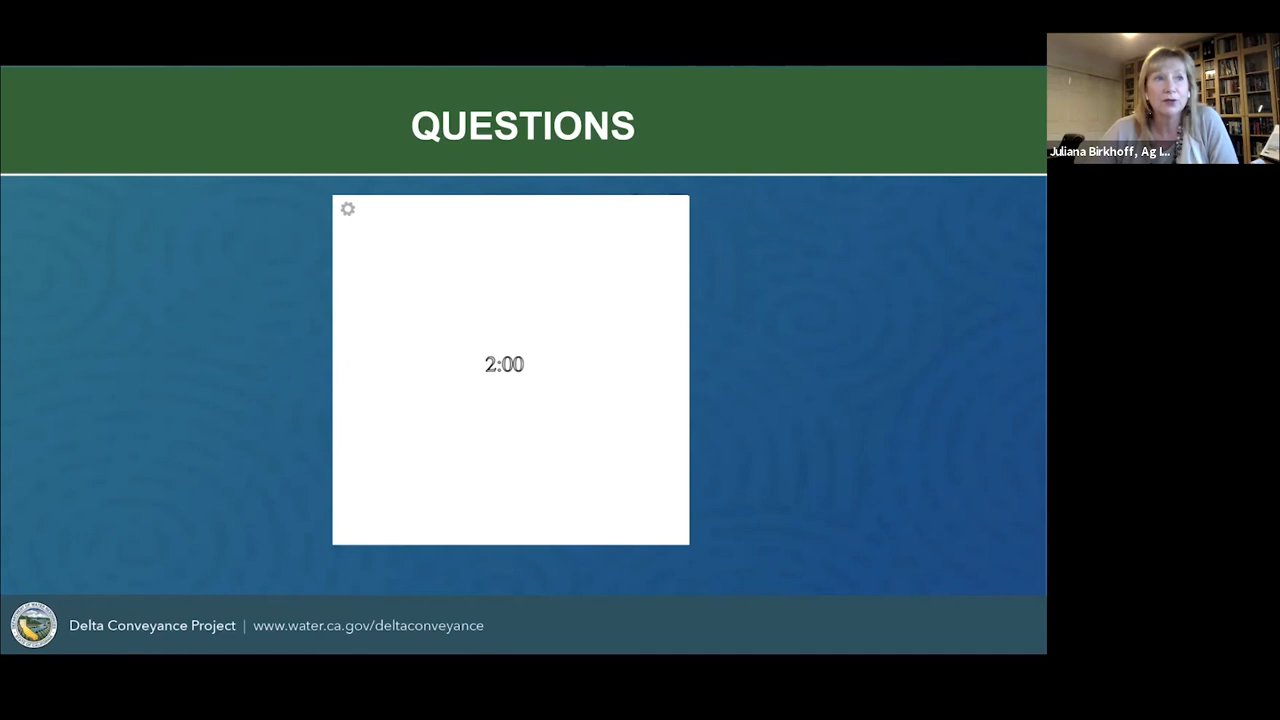 QUESTIONS
Juliana Birkhoff, Ag I...
2:00
Delta Conveyance Project | www.water.ca.gov/deltaconveyance